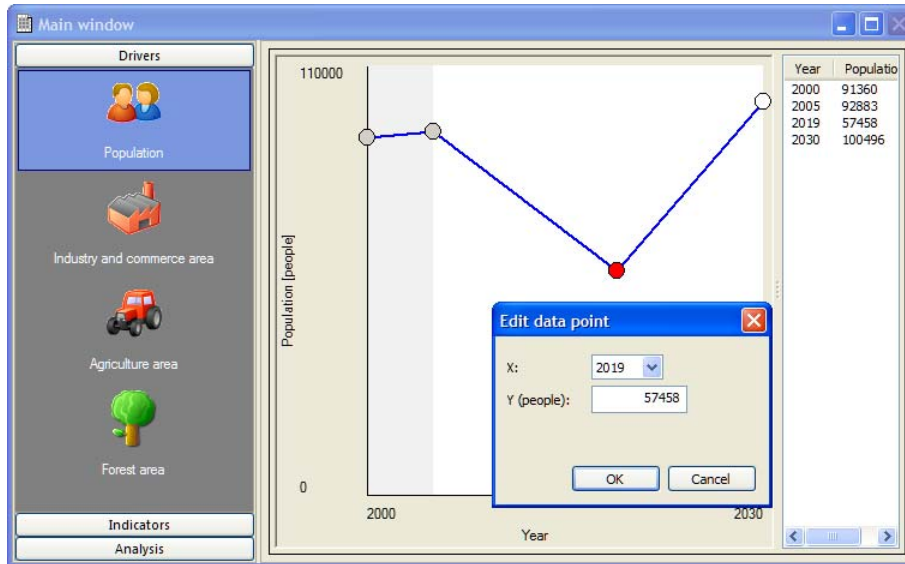 Main window
Drivers
Population
Industry and commerce area
Agriculture area
Forest area
Indicators
Analysis
110000
Population [people]
0
2000
2030
Year
Edit data point
X:
2019
Y (people):
57458
OK
Cancel
Year Populatio
2000 91360
2005 92883
2019 57458
2030 100496